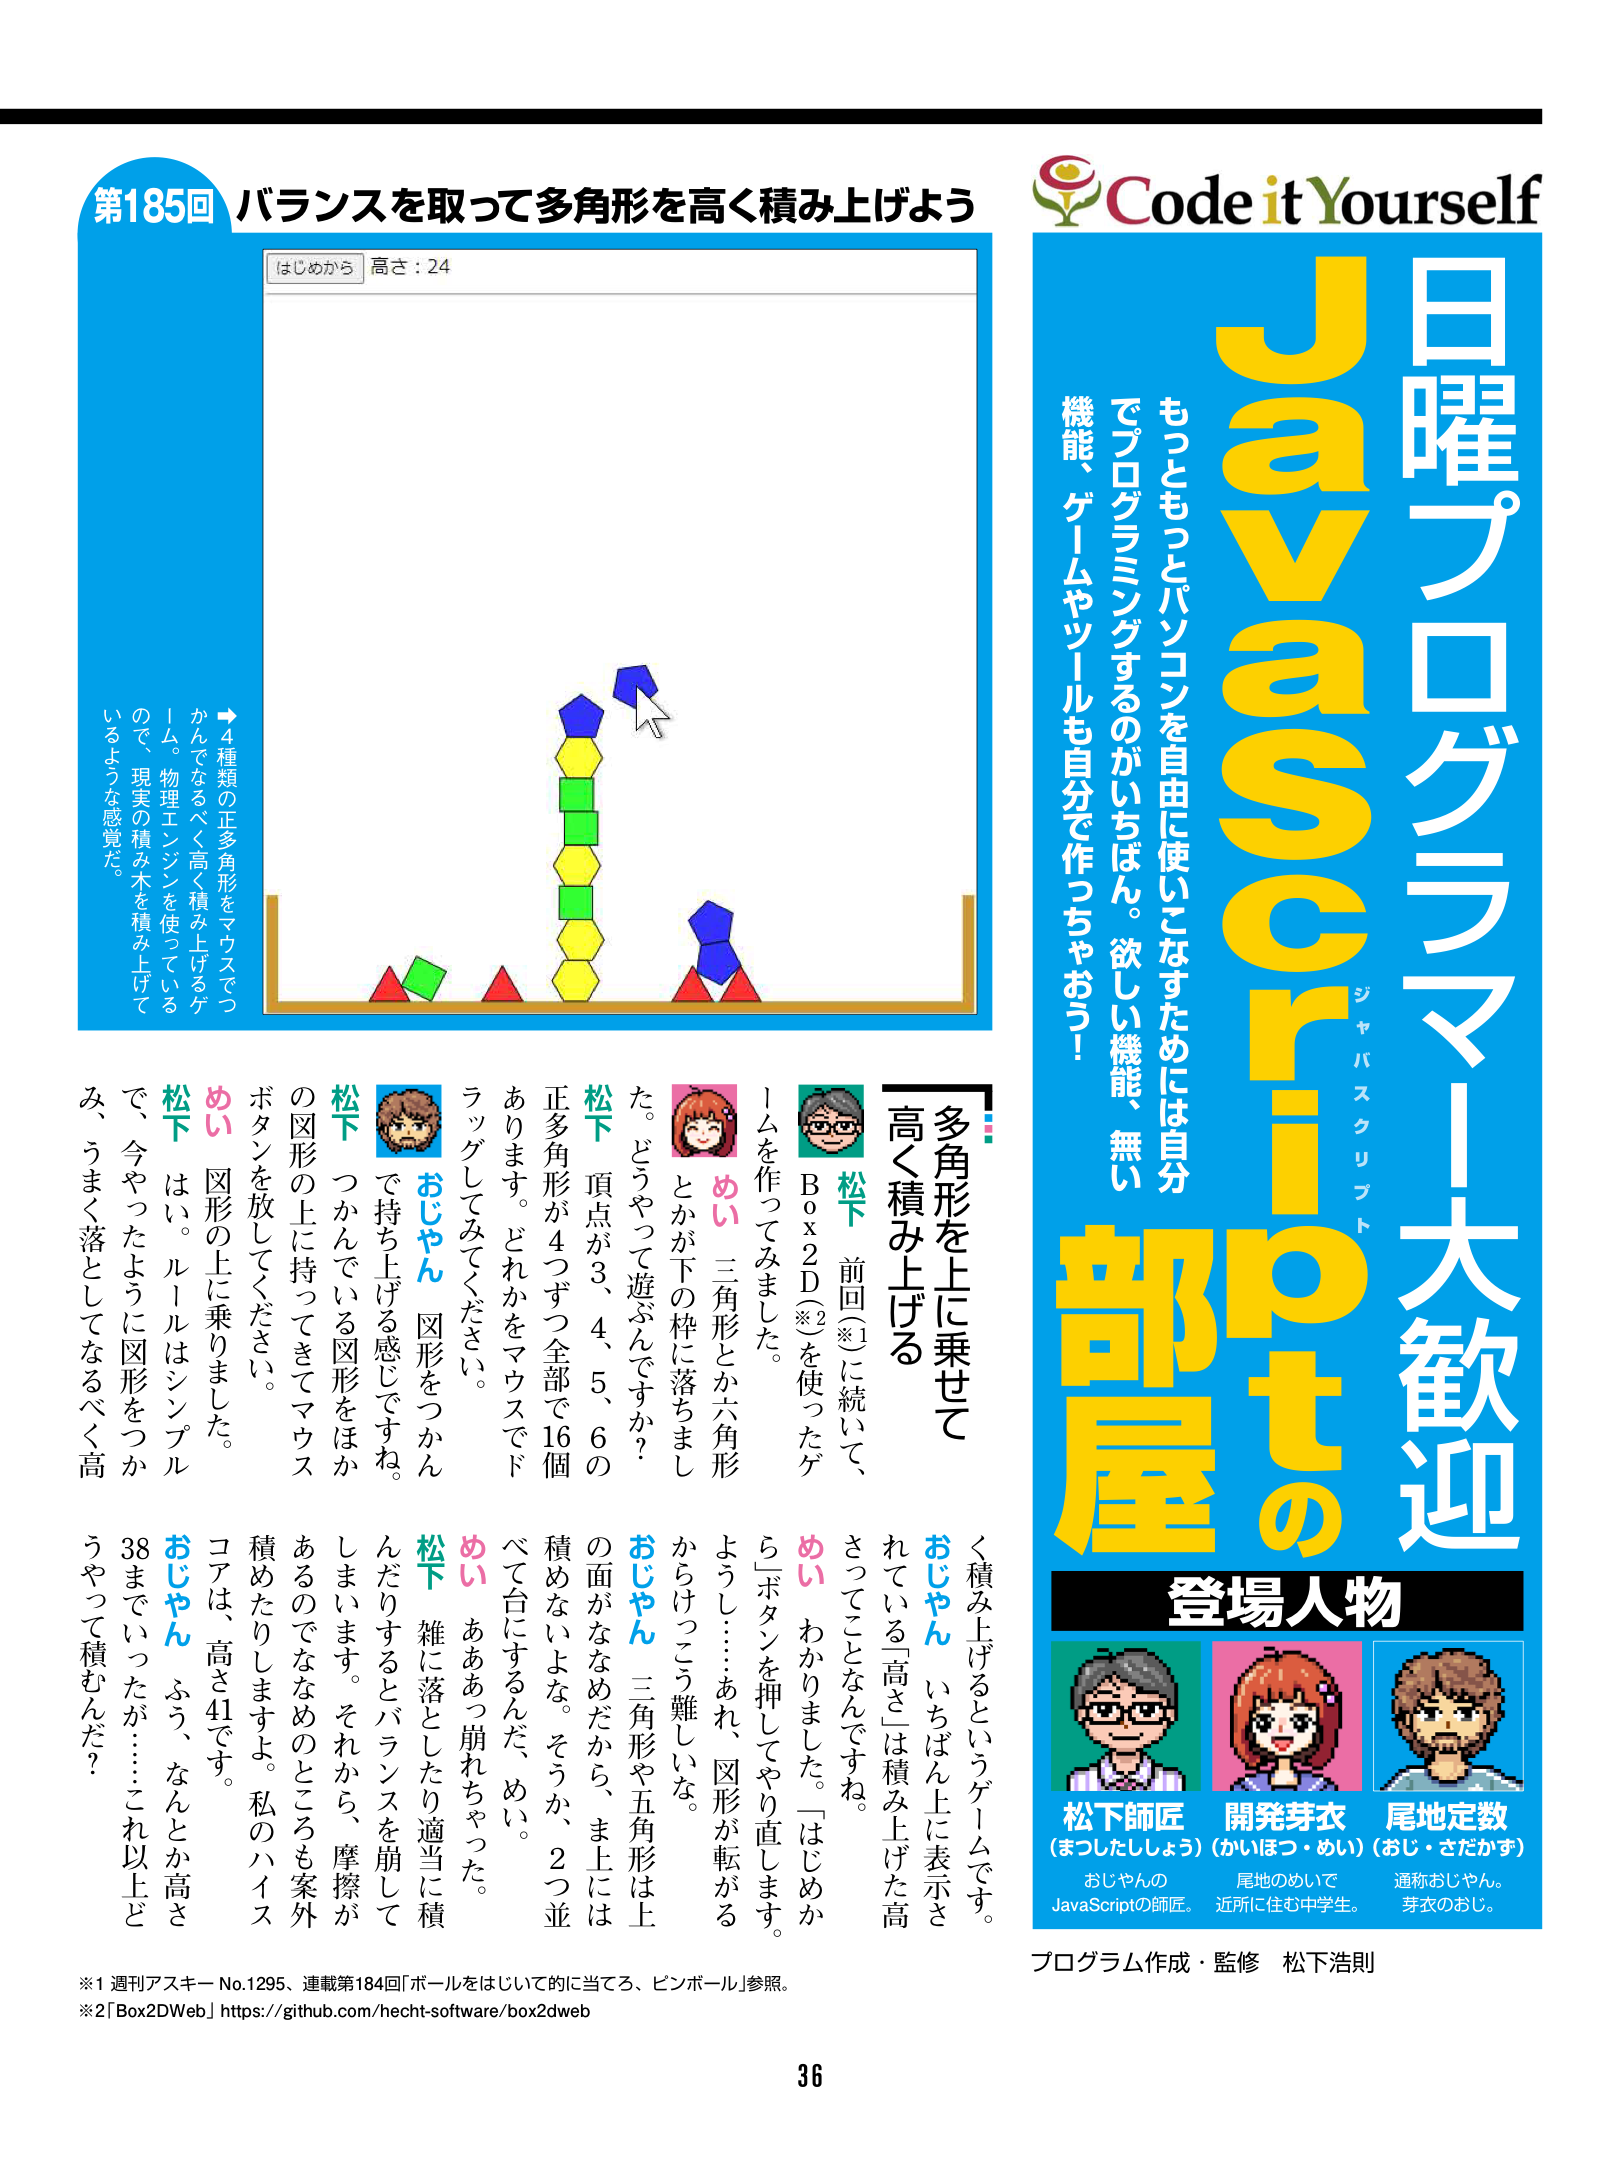 Code it Yourself
日曜プログラマー大歓迎
JavaScriptの
ジャバスクリプト
部屋
もっともっとパソコンを自由に使いこなすためには自分
でプログラミングするのがいちばん。欲しい機能、無い
機能、ゲームやツールも自分で作っちゃおう!
登場人物
松下師匠
(まつしたししょう)
おじやんの
JavaScriptの師匠。
開発芽衣
(かいほつ・めい)
尾地のめいで
近所に住む中学生。
尾地定数
(おじ・さだかず)
通称おじやん。
芽衣のおじ。
プログラム作成・監修 松下浩則
第185回
バランスを取って多角形を高く積み上げよう
はじめから 高さ:24
➡4種類の正多角形をマウスでつ
かんでなるべく高く積み上げるゲ
ーム。物理エンジンを使っている
ので、現実の積み木を積み上げて
いるような感覚だ。
多角形を上に乗せて
高く積み上げる
松下 前回(※1)に続いて、
Box2D(※2)を使ったゲ
ームを作ってみました。
めい 三角形とか六角形
とかが下の枠に落ちまし
た。どうやって遊ぶんですか?
松下 頂点が3、4、5、6の
正多角形が4つずつ全部で16個
あります。どれかをマウスでド
ラッグしてみてください。
おじやん 図形をつかん
で持ち上げる感じですね。
松下 つかんでいる図形をほか
の図形の上に持ってきてマウス
ボタンを放してください。
めい 図形の上に乗りました。
松下 はい。ルールはシンプル
で、今やったように図形をつか
み、うまく落としてなるべく高
く積み上げるというゲームです。
おじやん いちばん上に表示さ
れている「高さ」は積み上げた高
さってことなんですね。
めい わかりました。「はじめか
ら」ボタンを押してやり直します。
ようし……あれ、図形が転がる
からけっこう難しいな。
おじやん 三角形や五角形は上
の面がななめだから、ま上には
積めないよな。そうか、2つ並
べて台にするんだ、めい。
めい あああっ崩れちゃった。
松下 雑に落としたり適当に積
んだりするとバランスを崩して
しまいます。それから、摩擦が
あるのでななめのところも案外
積めたりしますよ。私のハイス
コアは、高さ41です。
おじやん ふう、なんとか高さ
38までいったが……これ以上ど
うやって積むんだ?
※1 週刊アスキー No.1295、連載第184回「ボールをはじいて的に当てろ、ピンボール」参照。
※2「Box2DWeb」 https://github.com/hecht-software/box2dweb
36